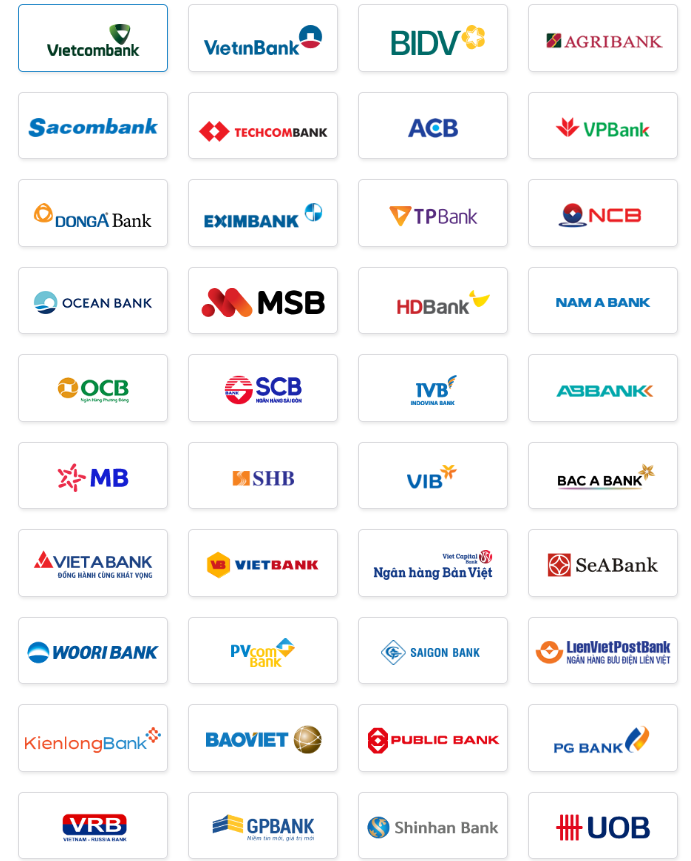 Vietcombank
VietinBank
BIDV
AGRIBANK
Sacombank
TECHCOMBANK
ACB
VPBank
DONGA Bank
EXIMBANK
TPBank
NCB
OCEAN BANK
MSB
HDBank
NAM A BANK
OCB
Ngân Hàng Phương Đông
SCB
BANK
NGÂN HÀNG SÀI GÒN
IVB
INDOVINA BANK
ABBANK
MB
SHB
VIB
BAC A BANK
VIETABANK
ĐỒNG HÀNH CÙNG KHÁT VỌNG
VB VIETBANK
Viet Capital
Bank
Ngân hàng Bản Việt
SeABank
WOORI BANK
PVcom
Bank
SAIGON BANK
LienVietPostBank
NGÂN HÀNG BƯU ĐIỆN LIÊN VIỆT
KienlongBank
BAOVIET
PUBLIC BANK
PG BANK
VRB
VIETNAM - RUSSIA BANK
GPBANK
Niềm tin mới, giá trị mới
Shinhan Bank
UOB